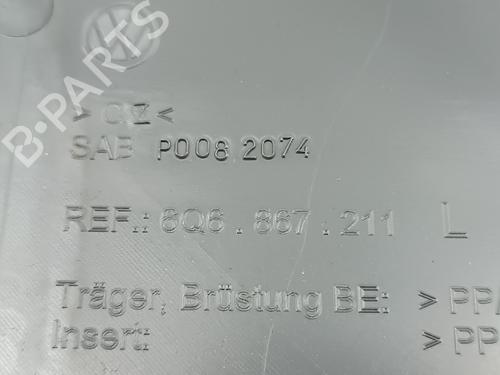 B-PARTS
> CZ <
SAB P008 2074
REF.: 6Q6.867.211 L
Träger, Brüstung BE: > PP/
Insert: > PP